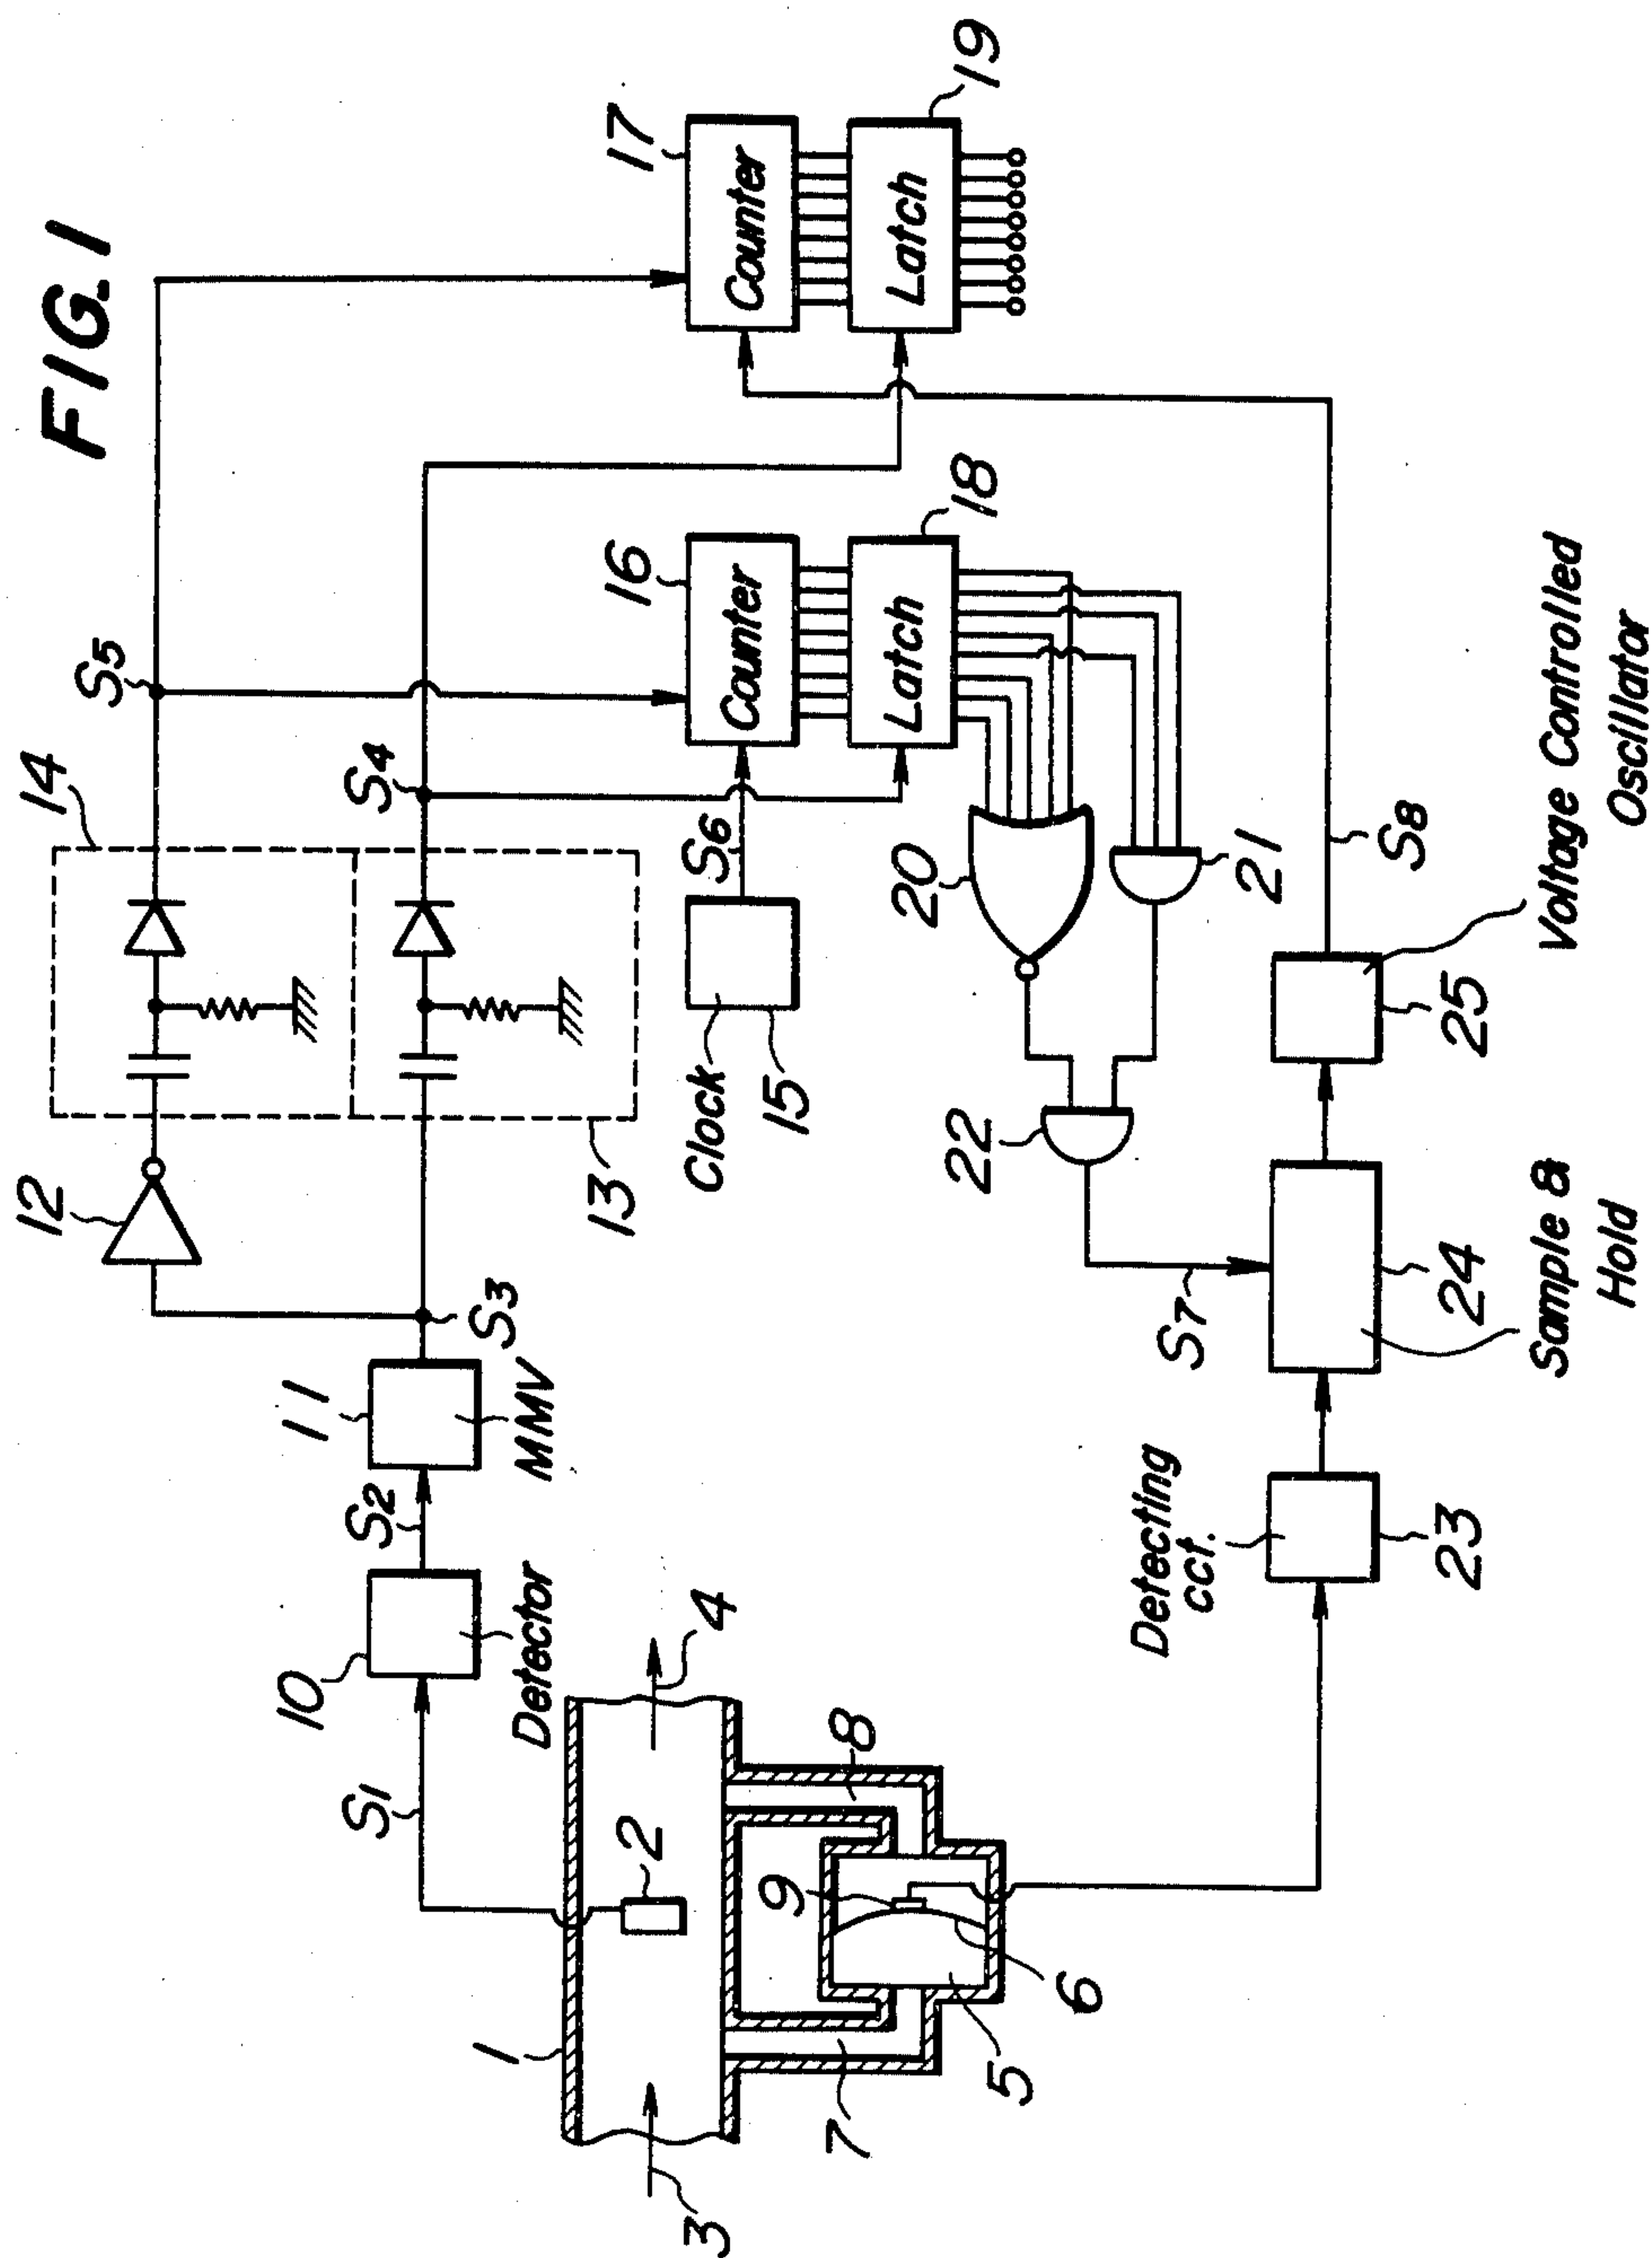 FIG. 1
14
S5
17
Counter
Latch
19
12
S4
16
Counter
Latch
18
S3
13
Clock
15
S6
11
MMV
S2
10
Detector
S1
20
21
22
S7
S8
1
2
3
4
5
6
7
8
9
Detecting
cct.
23
24
Sample &
Hold
25
Voltage Controlled
Oscillator